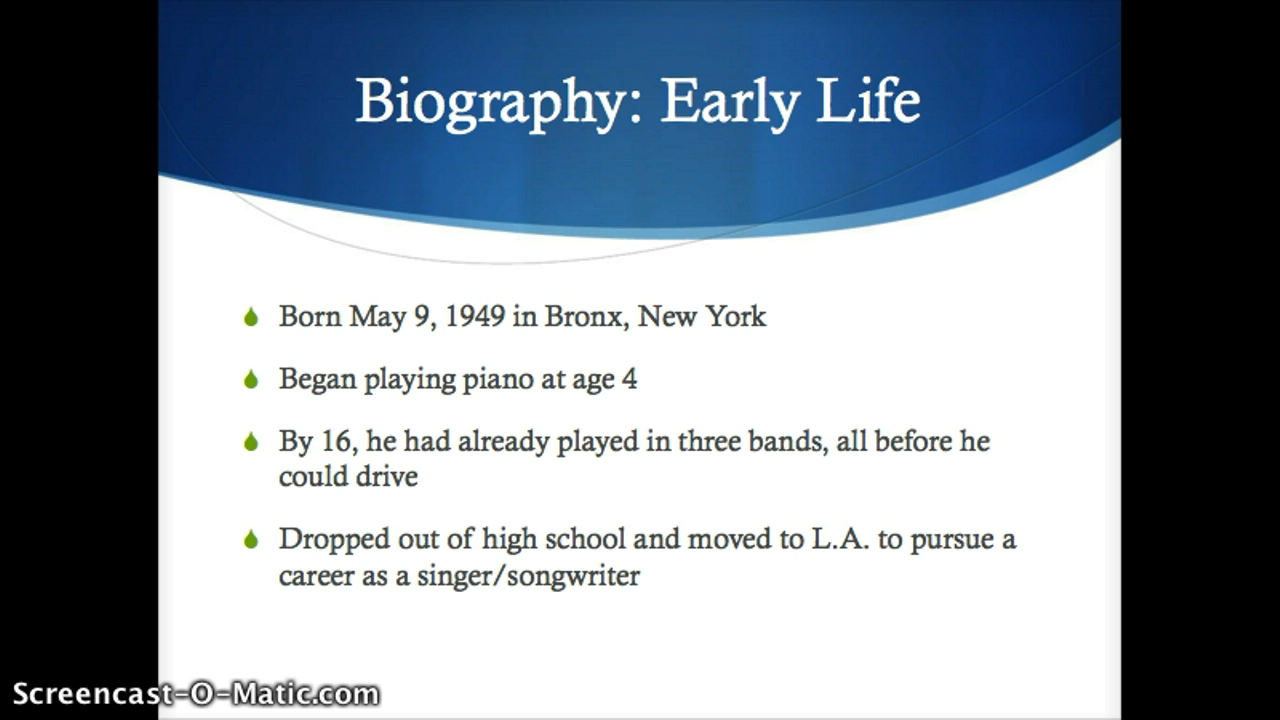 Biography: Early Life
Born May 9, 1949 in Bronx, New York
Began playing piano at age 4
By 16, he had already played in three bands, all before he
could drive
Dropped out of high school and moved to L.A. to pursue a
career as a singer/songwriter
Screencast-O-Matic.com